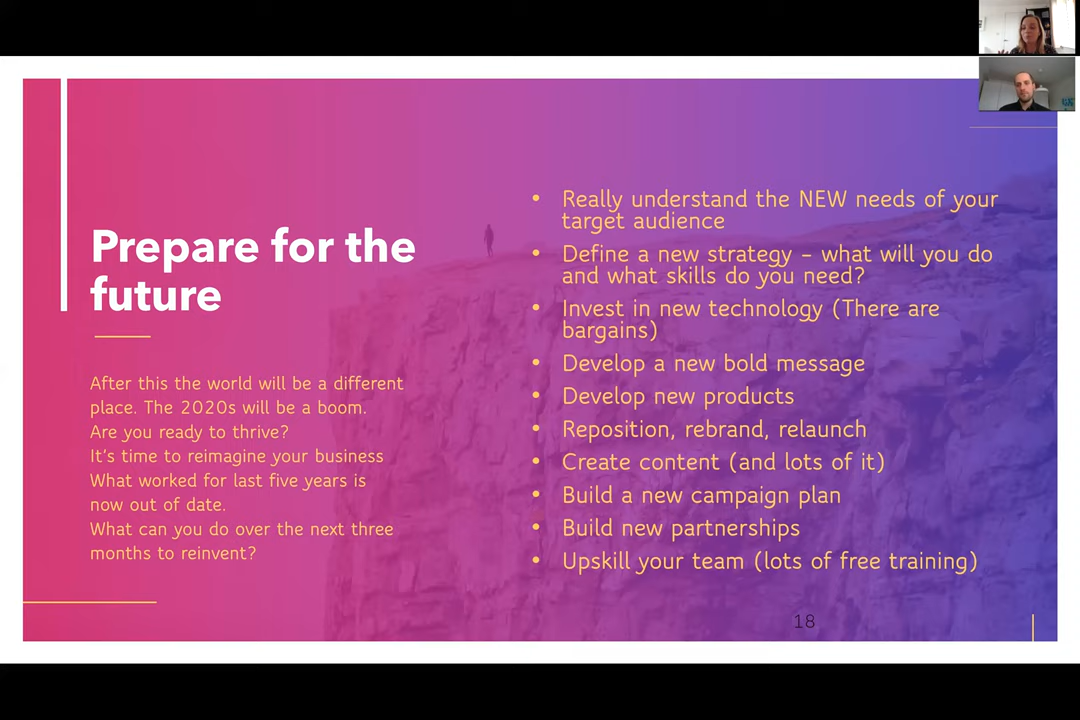 Prepare for the
future
After this the world will be a different
place. The 2020s will be a boom.
Are you ready to thrive?
It's time to reimagine your business
What worked for last five years is
now out of date.
What can you do over the next three
months to reinvent?
• Really understand the NEW needs of your
target audience
• Define a new strategy – what will you do
and what skills do you need?
• Invest in new technology (There are
bargains)
• Develop a new bold message
• Develop new products
• Reposition, rebrand, relaunch
• Create content (and lots of it)
• Build a new campaign plan
• Build new partnerships
• Upskill your team (lots of free training)
18